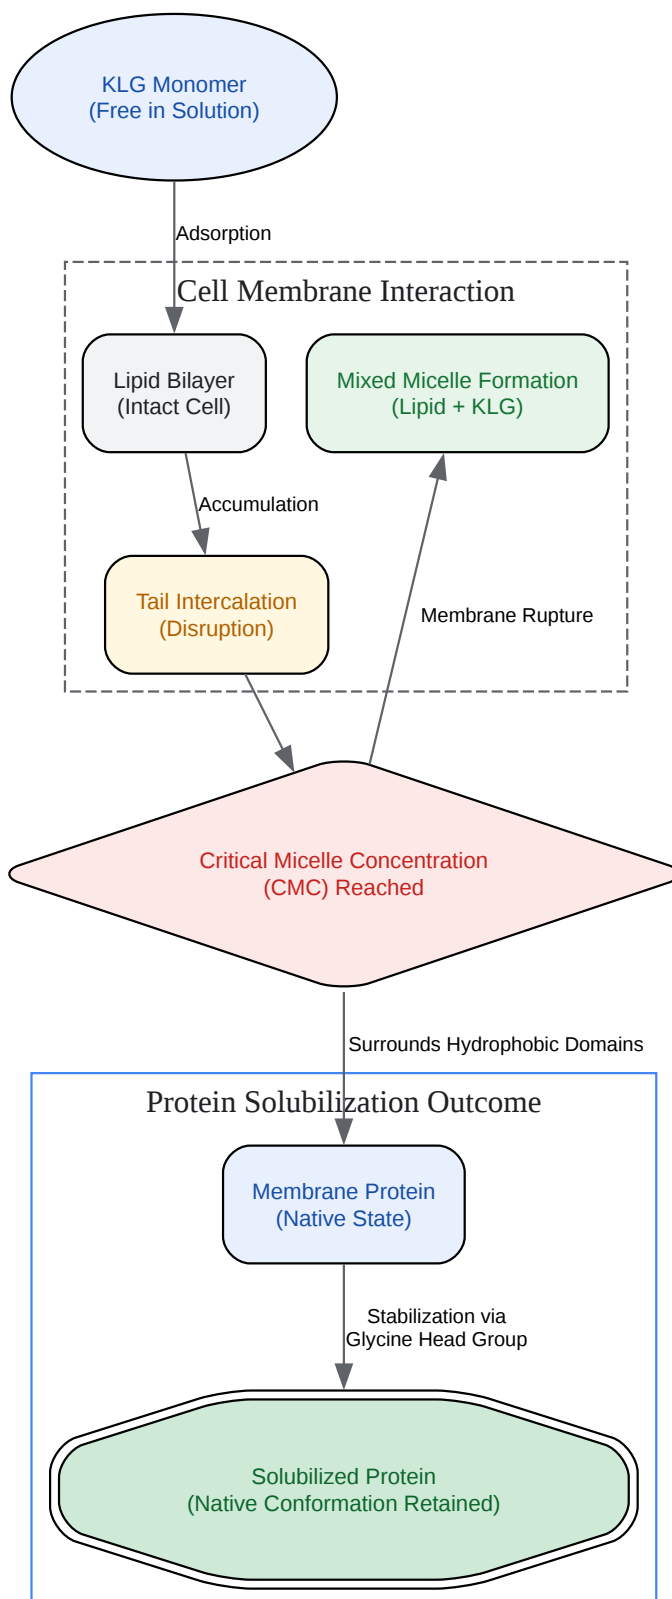 KLG Monomer
(Free in Solution)
Adsorption
Cell Membrane Interaction
Lipid Bilayer
(Intact Cell)
Mixed Micelle Formation
(Lipid + KLG)
Accumulation
Tail Intercalation
(Disruption)
Membrane Rupture
Critical Micelle Concentration
(CMC) Reached
Surrounds Hydrophobic Domains
Protein Solubilization Outcome
Membrane Protein
(Native State)
Stabilization via
Glycine Head Group
Solubilized Protein
(Native Conformation Retained)